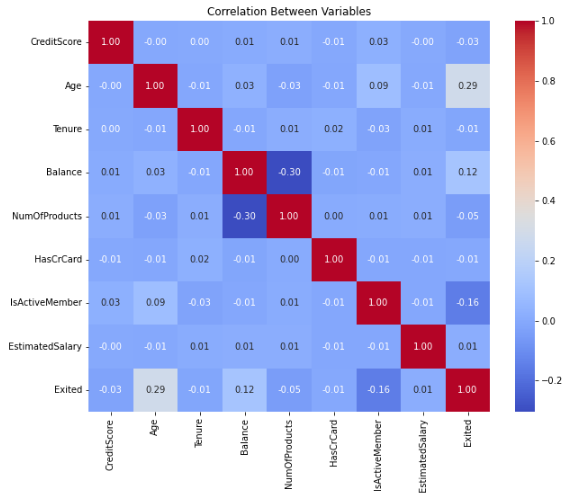 Correlation Between Variables
CreditScore 1.00 -0.00 0.00 0.01 0.01 -0.01 0.03 -0.00 -0.03
Age -0.00 1.00 -0.01 0.03 -0.03 -0.01 0.09 -0.01 0.29
Tenure 0.00 -0.01 1.00 -0.01 0.01 0.02 -0.03 0.01 -0.01
Balance 0.01 0.03 -0.01 1.00 -0.30 -0.01 -0.01 0.01 0.12
NumOfProducts 0.01 -0.03 0.01 -0.30 1.00 0.00 0.01 0.01 -0.05
HasCrCard -0.01 -0.01 0.02 -0.01 0.00 1.00 -0.01 -0.01 -0.01
IsActiveMember 0.03 0.09 -0.03 -0.01 0.01 -0.01 1.00 -0.01 -0.16
EstimatedSalary -0.00 -0.01 0.01 0.01 0.01 -0.01 -0.01 1.00 0.01
Exited -0.03 0.29 -0.01 0.12 -0.05 -0.01 -0.16 0.01 1.00
CreditScore
Age
Tenure
Balance
NumOfProducts
HasCrCard
IsActiveMember
EstimatedSalary
Exited
1.0
0.8
0.6
0.4
0.2
0.0
−0.2